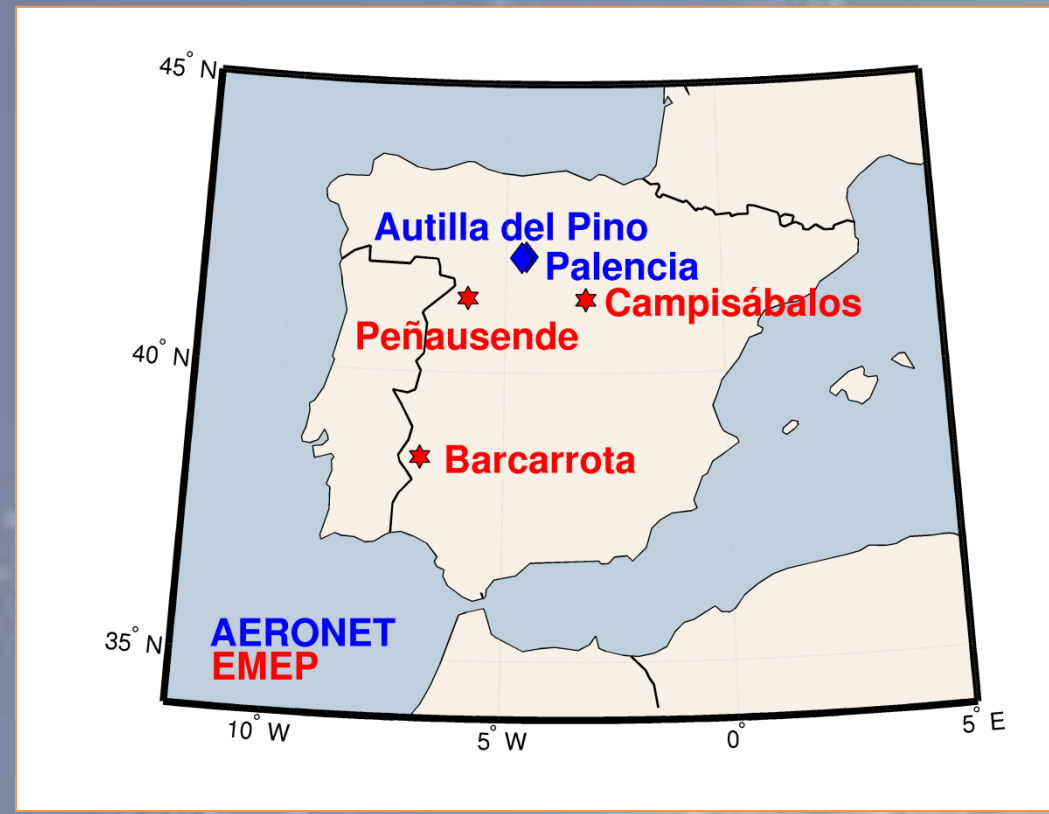 45° N
Autilla del Pino
Palencia
Campisábalos
Peñausende
40° N
Barcarrota
AERONET
35° N
EMEP
10° W
5° W
0°
5° E